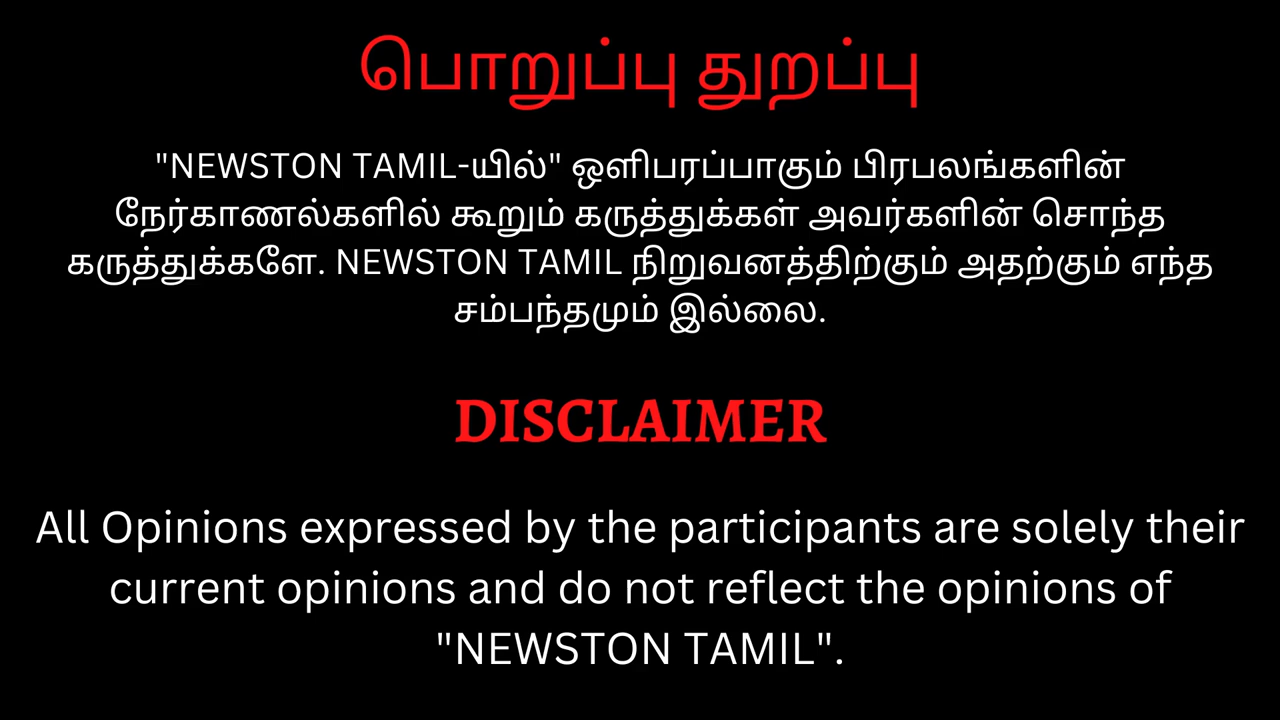 பொறுப்பு துறப்பு
"NEWSTON TAMIL-யில்" ஒளிபரப்பாகும் பிரபலங்களின்
நேர்காணல்களில் கூறும் கருத்துக்கள் அவர்களின் சொந்த
கருத்துக்களே. NEWSTON TAMIL நிறுவனத்திற்கும் அதற்கும் எந்த
சம்பந்தமும் இல்லை.
DISCLAIMER
All Opinions expressed by the participants are solely their
current opinions and do not reflect the opinions of
"NEWSTON TAMIL".